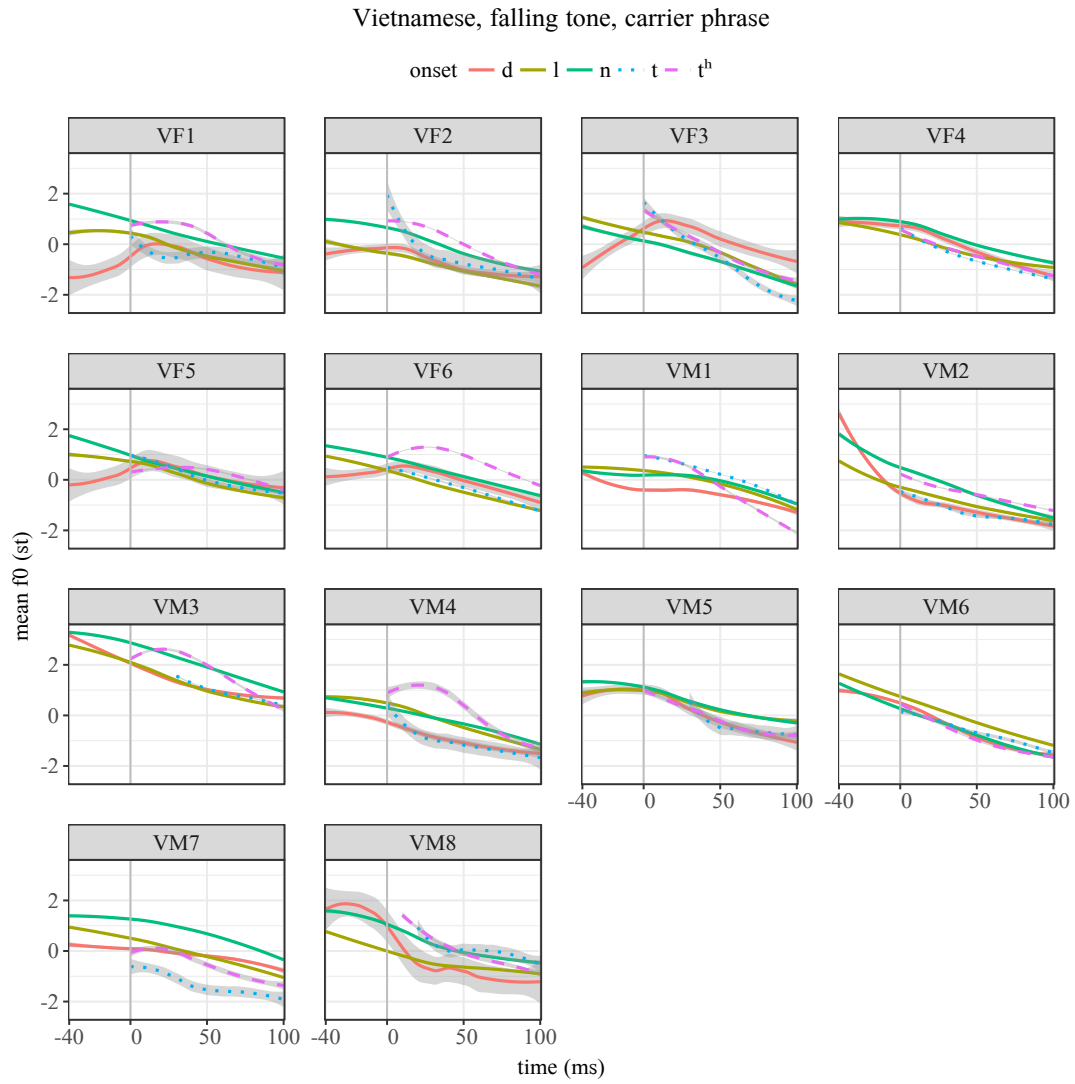 Vietnamese, falling tone, carrier phrase
onset d l n t tʰ
VF1 VF2 VF3 VF4
2
0
-2
VF5 VF6 VM1 VM2
2
0
-2
mean f0 (st)
VM3 VM4 VM5 VM6
2
0
-2
-40 0 50 100 -40 0 50 100
VM7 VM8
2
0
-2
-40 0 50 100 -40 0 50 100
time (ms)